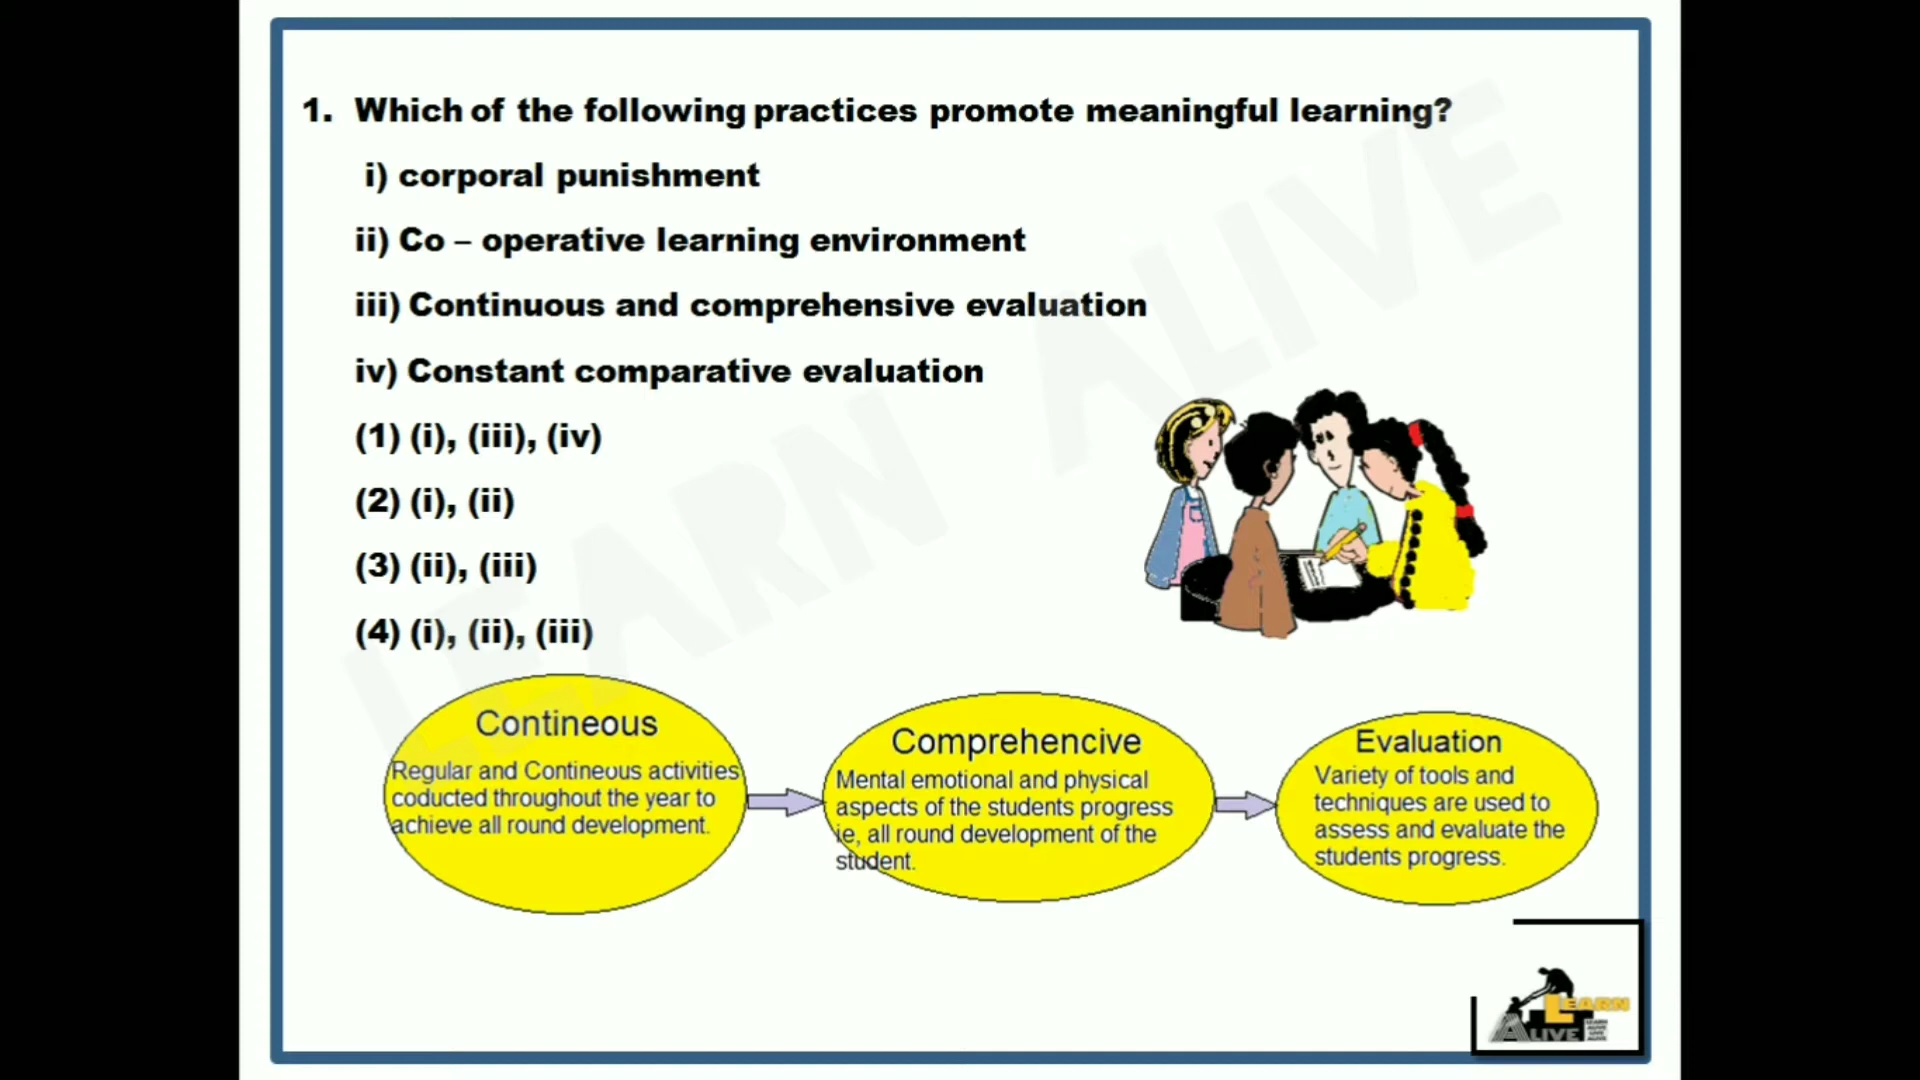 1. Which of the following practices promote meaningful learning?
i) corporal punishment
ii) Co – operative learning environment
iii) Continuous and comprehensive evaluation
iv) Constant comparative evaluation
(1) (i), (iii), (iv)
(2) (i), (ii)
(3) (ii), (iii)
(4) (i), (ii), (iii)
LEARN ALIVE
Contineous
Regular and Contineous activities
coducted throughout the year to
achieve all round development.
Comprehencive
Mental emotional and physical
aspects of the students progress
ie, all round development of the
student.
Evaluation
Variety of tools and
techniques are used to
assess and evaluate the
students progress.
LEARN
ALIVE